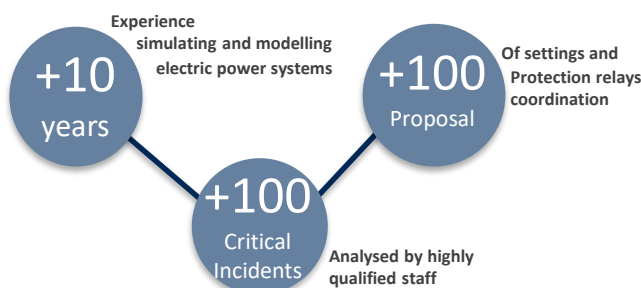 +10
years
Experience
simulating and modelling
electric power systems
+100
Critical
Incidents
Analysed by highly
qualified staff
+100
Proposal
Of settings and
Protection relays
coordination